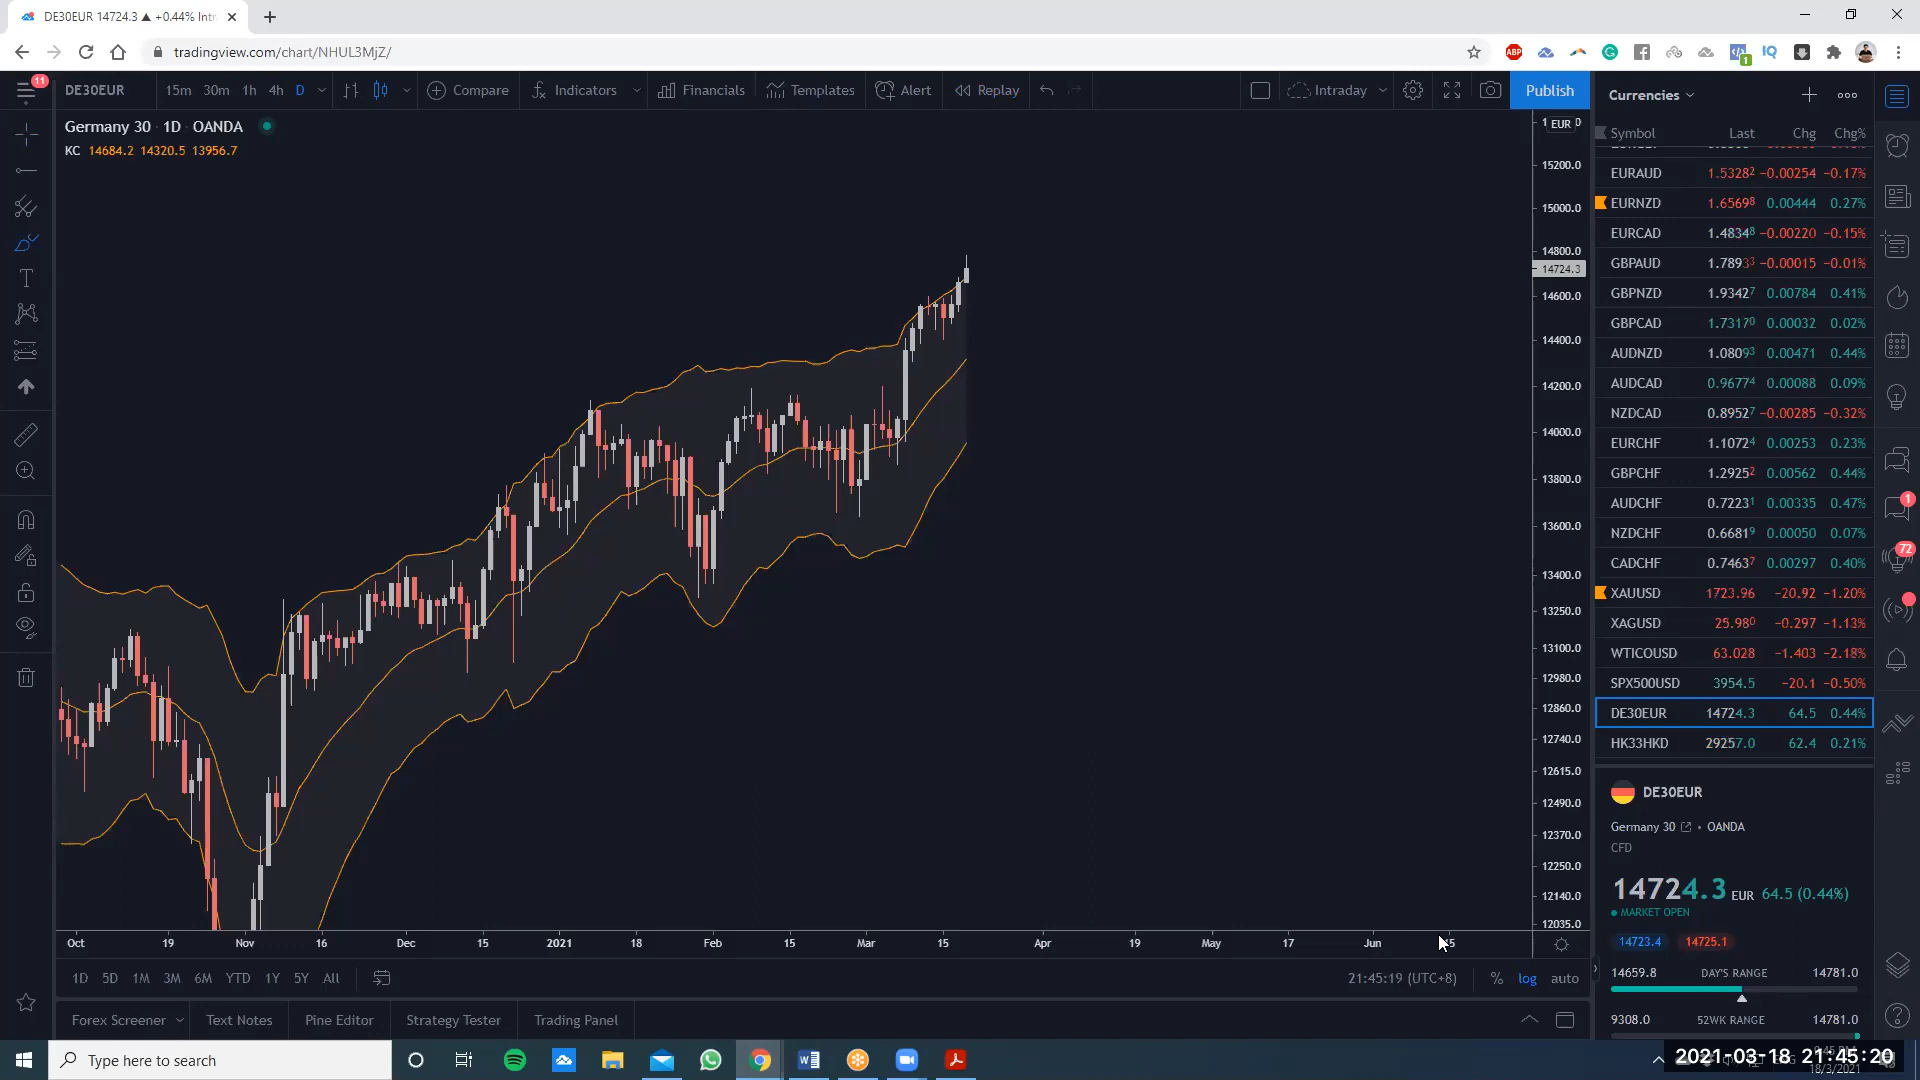 DE30EUR 14724.3 ▲ +0.44% Intr
tradingview.com/chart/NHUL3MjZ/
ABP
1
IQ
11
DE30EUR
15m 30m 1h 4h D
Compare
Indicators
Financials
Templates
Alert
Replay
Intraday
Publish
Currencies
Germany 30 · 1D · OANDA
KC 14684.2 14320.5 13956.7
EUR
15200.0
15000.0
14800.0
14724.3
14600.0
14400.0
14200.0
14000.0
13800.0
13600.0
13400.0
13250.0
13100.0
12980.0
12860.0
12740.0
12615.0
12490.0
12370.0
12250.0
12140.0
12035.0
Symbol Last Chg Chg%
EURAUD 1.53282 −0.00254 −0.17%
EURNZD 1.65698 0.00444 0.27%
EURCAD 1.48348 −0.00220 −0.15%
GBPAUD 1.78933 −0.00015 −0.01%
GBPNZD 1.93427 0.00784 0.41%
GBPCAD 1.73170 0.00032 0.02%
AUDNZD 1.08093 0.00471 0.44%
AUDCAD 0.96774 0.00088 0.09%
NZDCAD 0.89527 −0.00285 −0.32%
EURCHF 1.10724 0.00253 0.23%
GBPCHF 1.29252 0.00562 0.44%
AUDCHF 0.72231 0.00335 0.47%
NZDCHF 0.66819 0.00050 0.07%
CADCHF 0.74637 0.00297 0.40%
XAUUSD 1723.96 −20.92 −1.20%
XAGUSD 25.980 −0.297 −1.13%
WTICOUSD 63.028 −1.403 −2.18%
SPX500USD 3954.5 −20.1 −0.50%
DE30EUR 14724.3 64.5 0.44%
HK33HKD 29257.0 62.4 0.21%
1
72
DE30EUR
Germany 30 • OANDA
CFD
14724.3 EUR 64.5 (0.44%)
MARKET OPEN
14723.4 14725.1
14659.8 DAY'S RANGE 14781.0
9308.0 52WK RANGE 14781.0
Oct 19 Nov 16 Dec 15 2021 18 Feb 15 Mar 15 Apr 19 May 17 Jun
1D 5D 1M 3M 6M YTD 1Y 5Y All
21:45:19 (UTC+8) % log auto
Forex Screener Text Notes Pine Editor Strategy Tester Trading Panel
Type here to search
2021-03-18 21:45:20
18/3/2021